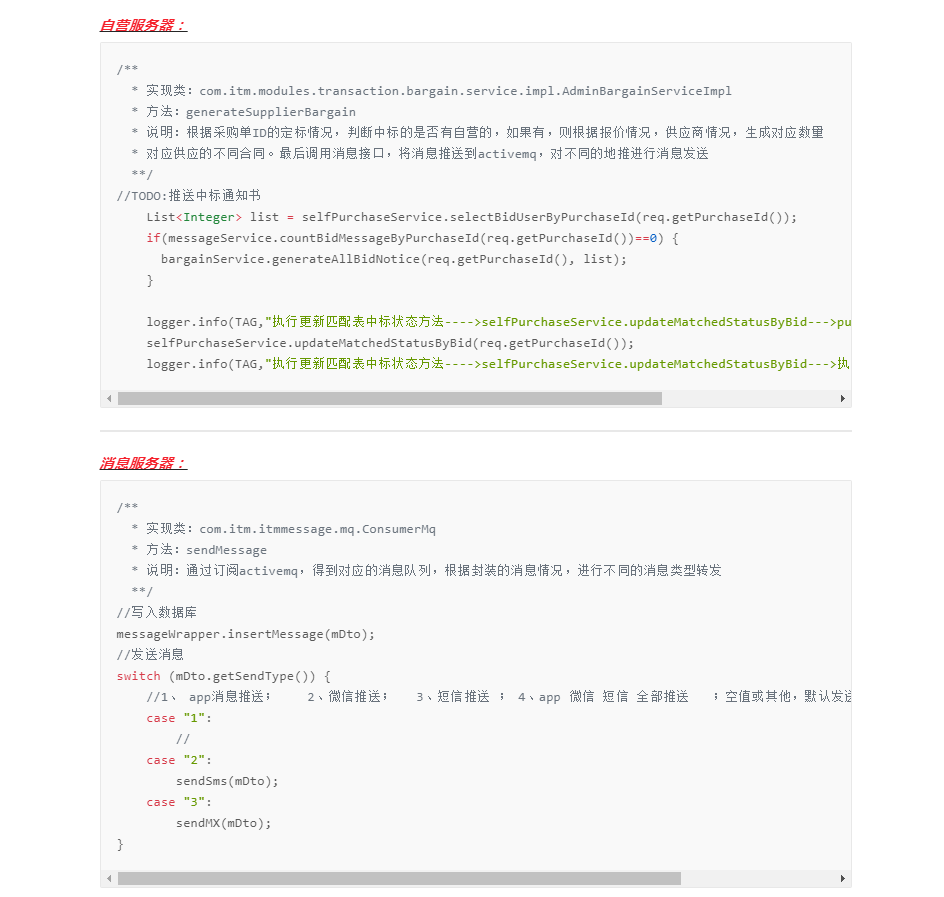 自营服务器：
/**
* 实现类：com.itm.modules.transaction.bargain.service.impl.AdminBargainServiceImpl
* 方法：generateSupplierBargain
* 说明：根据采购单ID的定标情况，判断中标的是否有自营的，如果有，则根据报价情况，供应商情况，生成对应数量
* 对应供应的不同合同。最后调用消息接口，将消息推送到activemq，对不同的地推进行消息发送
**/
//TODO:推送中标通知书
List<Integer> list = selfPurchaseService.selectBidUserByPurchaseId(req.getPurchaseId());
if(messageService.countBidMessageByPurchaseId(req.getPurchaseId())==0) {
bargainService.generateAllBidNotice(req.getPurchaseId(), list);
}
logger.info(TAG,"执行更新匹配表中标状态方法---->selfPurchaseService.updateMatchedStatusByBid--->pu
selfPurchaseService.updateMatchedStatusByBid(req.getPurchaseId());
logger.info(TAG,"执行更新匹配表中标状态方法---->selfPurchaseService.updateMatchedStatusByBid--->执
消息服务器：
/**
* 实现类：com.itm.itmmessage.mq.ConsumerMq
* 方法：sendMessage
* 说明：通过订阅activemq，得到对应的消息队列，根据封装的消息情况，进行不同的消息类型转发
**/
//写入数据库
messageWrapper.insertMessage(mDto);
//发送消息
switch (mDto.getSendType()) {
//1、 app消息推送； 2、微信推送； 3、短信推送 ； 4、app 微信 短信 全部推送 ；空值或其他，默认发送
case "1":
//
case "2":
sendSms(mDto);
case "3":
sendMX(mDto);
}